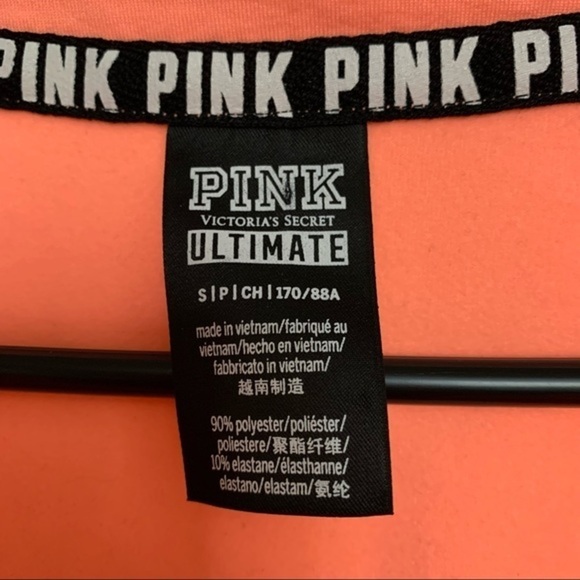 PINK PINK PINK PI
PINK
VICTORIA'S SECRET
ULTIMATE
S|P|CH|170/88A
made in vietnam/fabriqué au
vietnam/hecho en vietnam/
fabbricato in vietnam/
越南制造
90% polyester/poliéster/
poliestere/聚酯纤维/
10% elastane/élasthanne/
elastano/elastam/氨纶